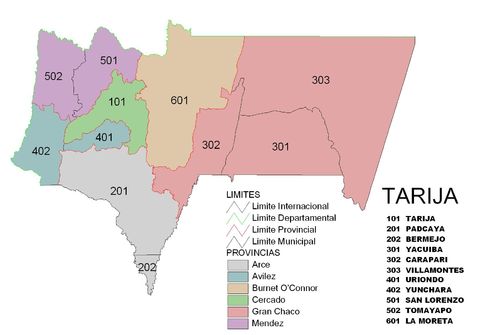 501
502
101
601
303
401
402
302
301
201
202
LIMITES
Limite Internacional
Limite Departamental
Limite Provincial
Limite Municipal
PROVINCIAS
Arce
Avilez
Burnet O'Connor
Cercado
Gran Chaco
Mendez
TARIJA
101 TARIJA
201 PADCAYA
202 BERMEJO
301 YACUIBA
302 CARAPARI
303 VILLAMONTES
401 URIONDO
402 YUNCHARA
501 SAN LORENZO
502 TOMAYAPO
601 LA MORETA